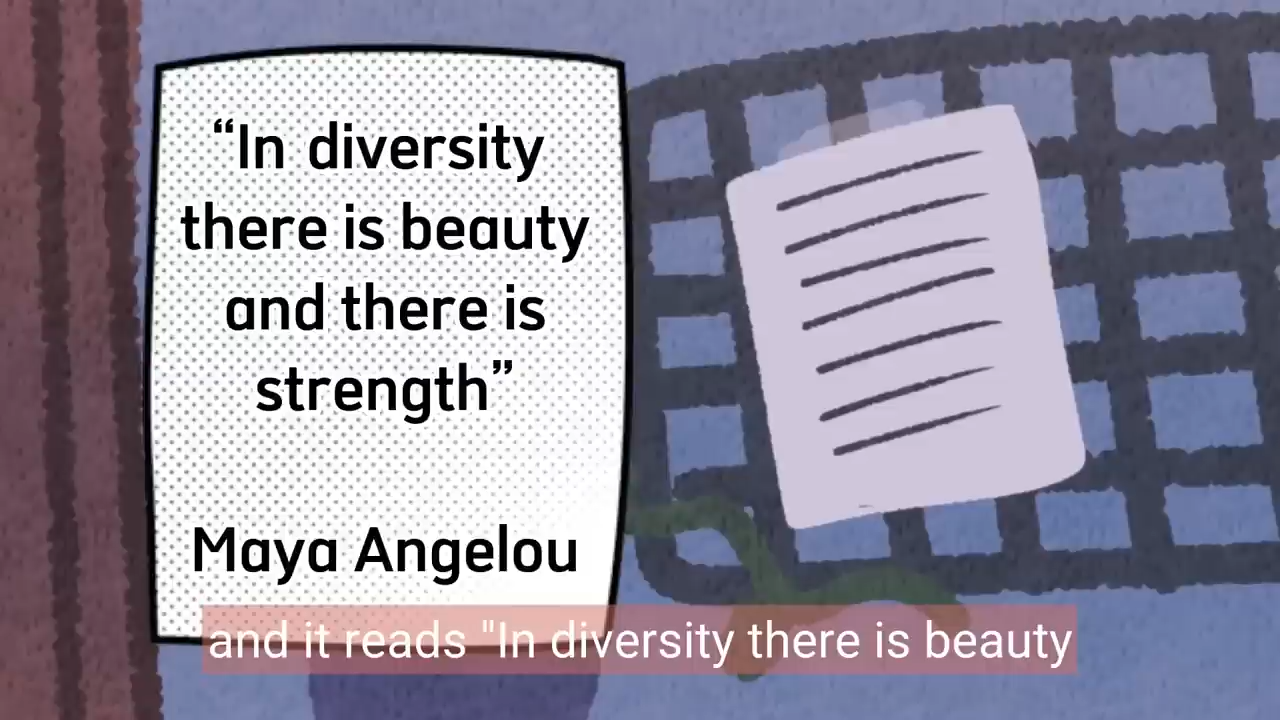 “In diversity
there is beauty
and there is
strength”
Maya Angelou
and it reads "In diversity there is beauty